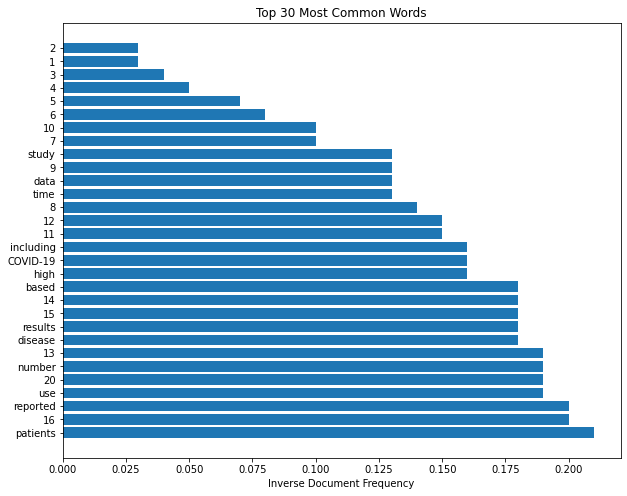 Top 30 Most Common Words
2
1
3
4
5
6
10
7
study
9
data
time
8
12
11
including
COVID-19
high
based
14
15
results
disease
13
number
20
use
reported
16
patients
0.000 0.025 0.050 0.075 0.100 0.125 0.150 0.175 0.200
Inverse Document Frequency